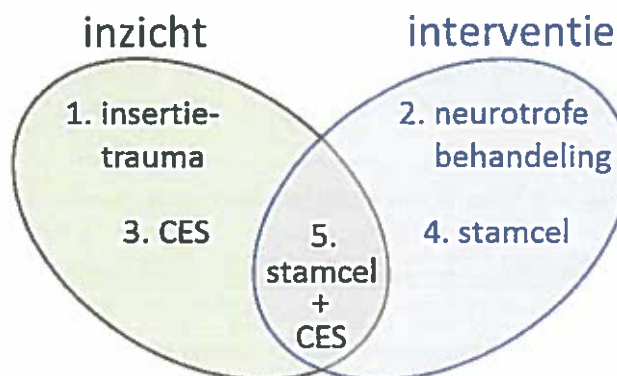 inzicht
interventie
1. insertie-
trauma
2. neurotrofe
behandeling
3. CES
5.
stamcel
+
CES
4. stamcel